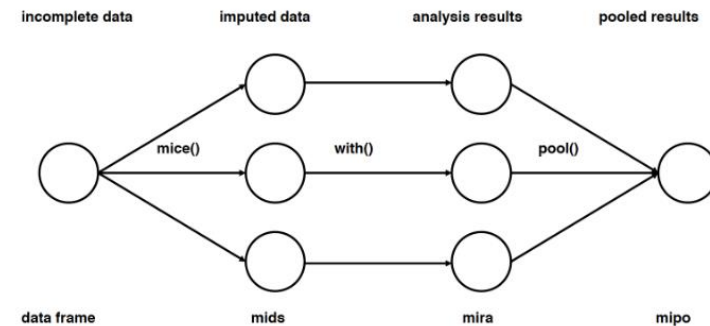 incomplete data imputed data analysis results pooled results
mice() with() pool()
data frame mids mira mipo